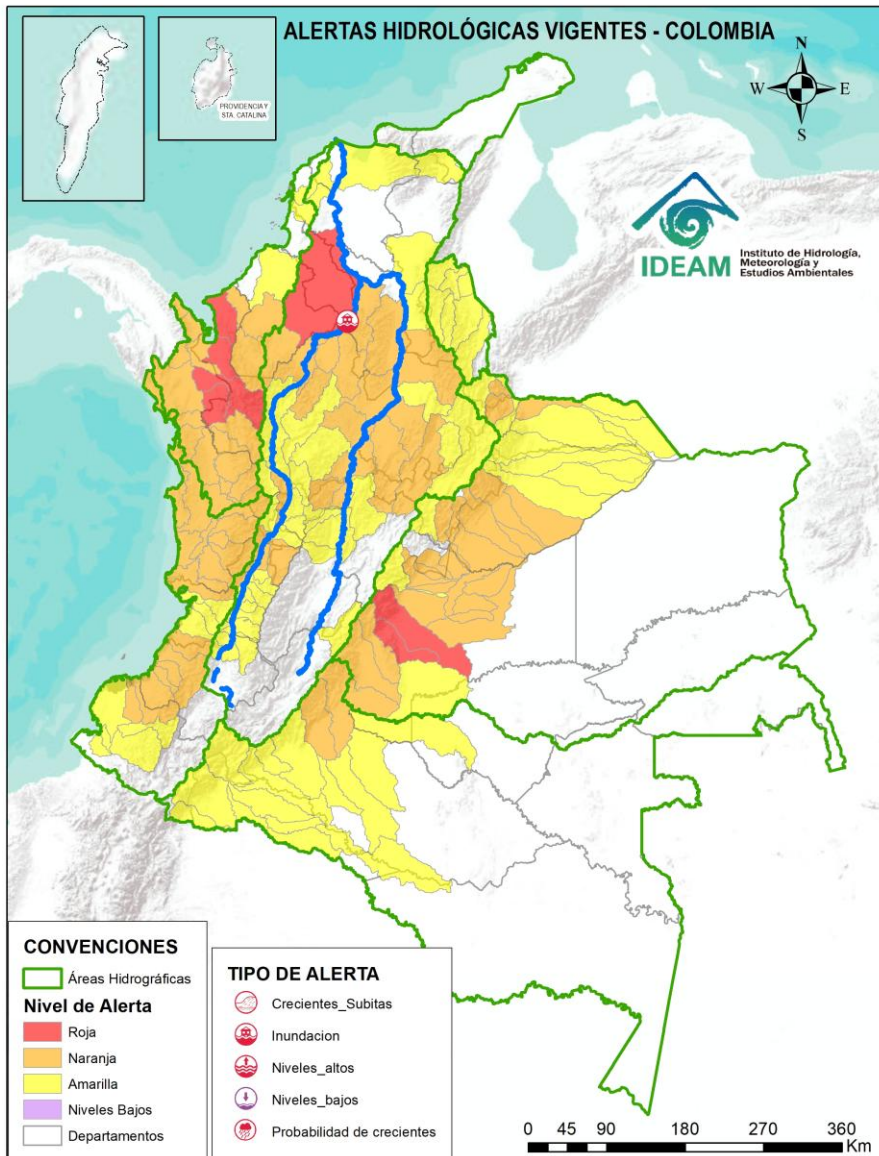 ALERTAS HIDROLÓGICAS VIGENTES - COLOMBIA
PROVIDENCIA Y
STA. CATALINA
N
W
E
S
IDEAM
Instituto de Hidrología,
Meteorología y
Estudios Ambientales
CONVENCIONES
Áreas Hidrográficas
Nivel de Alerta
Roja
Naranja
Amarilla
Niveles Bajos
Departamentos
TIPO DE ALERTA
Crecientes_Subitas
Inundacion
Niveles_altos
Niveles_bajos
Probabilidad de crecientes
0 45 90 180 270 360
Km